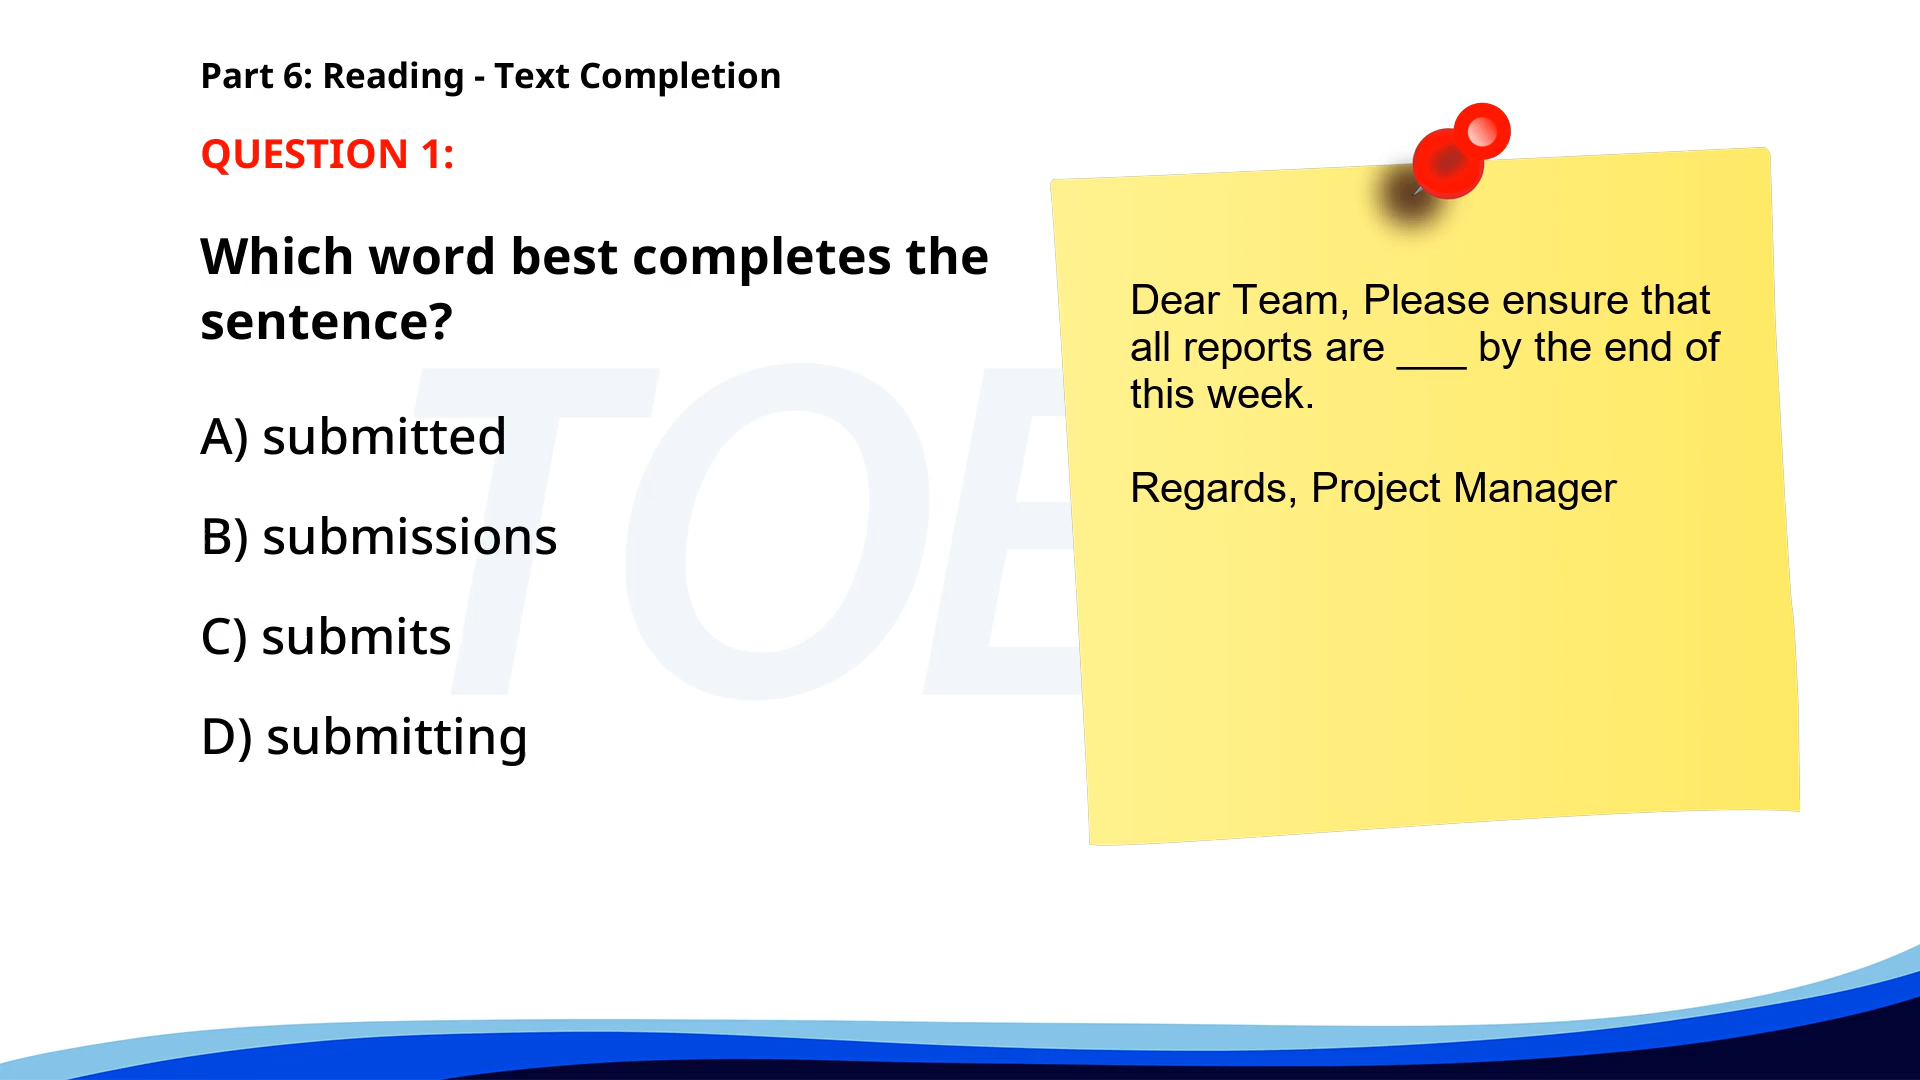 Part 6: Reading - Text Completion
QUESTION 1:
Which word best completes the
sentence?
A) submitted
B) submissions
C) submits
D) submitting
Dear Team, Please ensure that
all reports are ___ by the end of
this week.
Regards, Project Manager